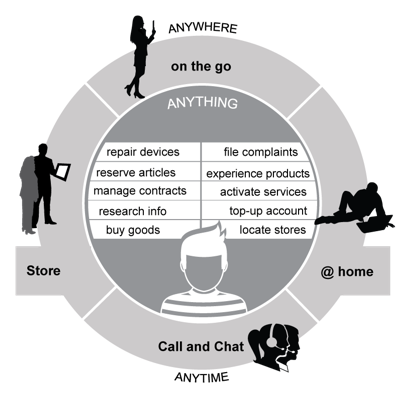 ANYWHERE
on the go
ANYTHING
repair devices
file complaints
reserve articles
experience products
manage contracts
activate services
research info
top-up account
buy goods
locate stores
Store
@ home
Call and Chat
ANYTIME